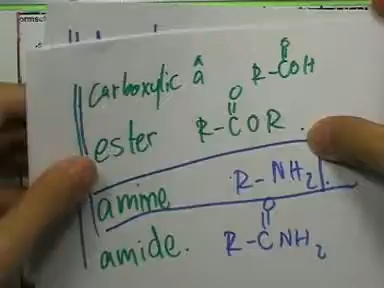 carboxylic â R-COH
O
ester R-COR.
O
amine R-NH2
amide. R-CNH2
O